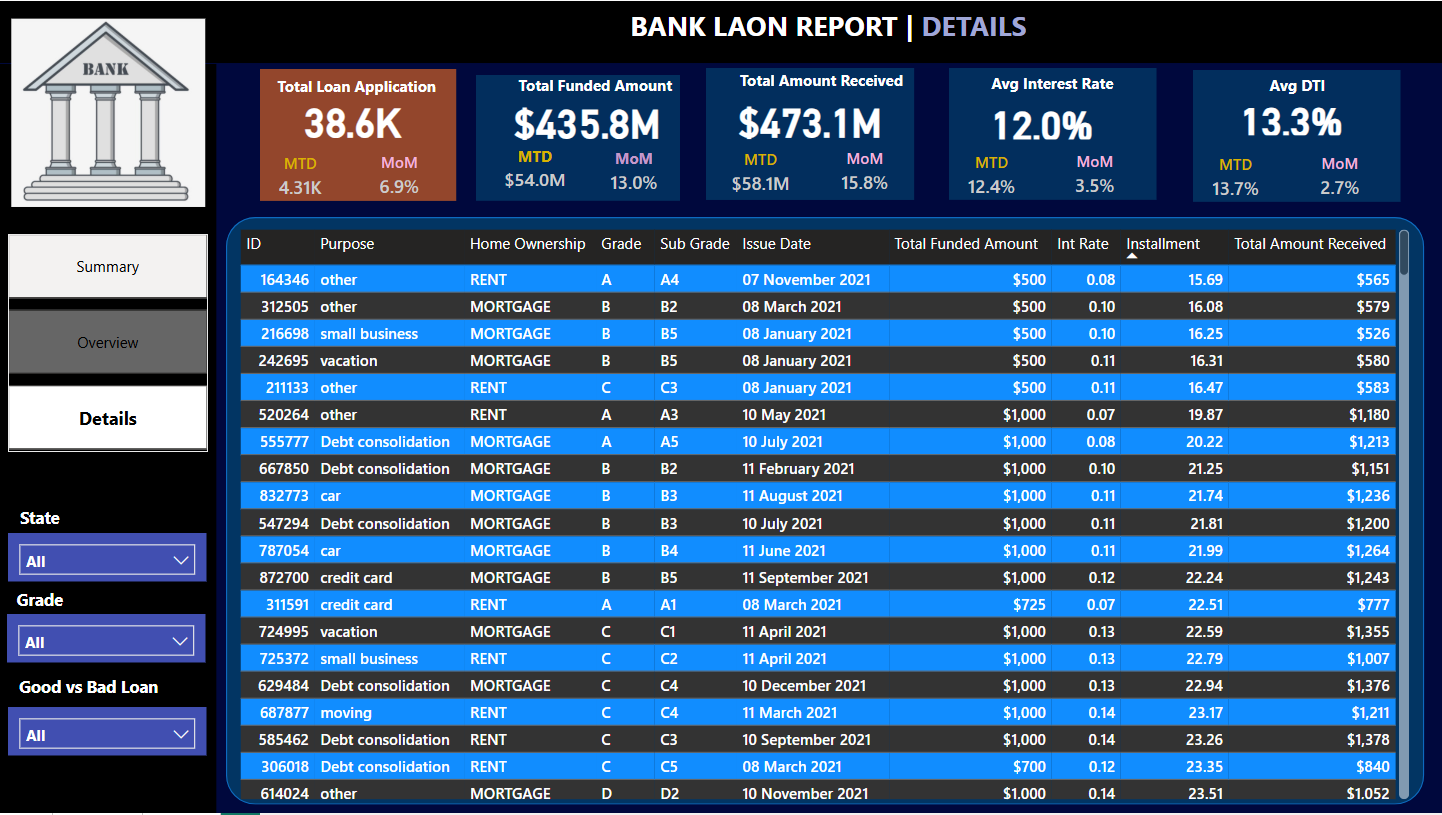 BANK LAON REPORT | DETAILS
BANK
Total Loan Application
38.6K
MTD MoM
4.31K 6.9%
Total Funded Amount
$435.8M
MTD MoM
$54.0M 13.0%
Total Amount Received
$473.1M
MTD MoM
$58.1M 15.8%
Avg Interest Rate
12.0%
MTD MoM
12.4% 3.5%
Avg DTI
13.3%
MTD MoM
13.7% 2.7%
Summary
Overview
Details
State
All
Grade
All
Good vs Bad Loan
All
ID Purpose Home Ownership Grade Sub Grade Issue Date Total Funded Amount Int Rate Installment Total Amount Received
164346 other RENT A A4 07 November 2021 $500 0.08 15.69 $565
312505 other MORTGAGE B B2 08 March 2021 $500 0.10 16.08 $579
216698 small business MORTGAGE B B5 08 January 2021 $500 0.10 16.25 $526
242695 vacation MORTGAGE B B5 08 January 2021 $500 0.11 16.31 $580
211133 other RENT C C3 08 January 2021 $500 0.11 16.47 $583
520264 other RENT A A3 10 May 2021 $1,000 0.07 19.87 $1,180
555777 Debt consolidation MORTGAGE A A5 10 July 2021 $1,000 0.08 20.22 $1,213
667850 Debt consolidation MORTGAGE B B2 11 February 2021 $1,000 0.10 21.25 $1,151
832773 car MORTGAGE B B3 11 August 2021 $1,000 0.11 21.74 $1,236
547294 Debt consolidation MORTGAGE B B3 10 July 2021 $1,000 0.11 21.81 $1,200
787054 car MORTGAGE B B4 11 June 2021 $1,000 0.11 21.99 $1,264
872700 credit card MORTGAGE B B5 11 September 2021 $1,000 0.12 22.24 $1,243
311591 credit card RENT A A1 08 March 2021 $725 0.07 22.51 $777
724995 vacation MORTGAGE C C1 11 April 2021 $1,000 0.13 22.59 $1,355
725372 small business RENT C C2 11 April 2021 $1,000 0.13 22.79 $1,007
629484 Debt consolidation MORTGAGE C C4 10 December 2021 $1,000 0.13 22.94 $1,376
687877 moving RENT C C4 11 March 2021 $1,000 0.14 23.17 $1,211
585462 Debt consolidation RENT C C3 10 September 2021 $1,000 0.14 23.26 $1,378
306018 Debt consolidation RENT C C5 08 March 2021 $700 0.12 23.35 $840
614024 other MORTGAGE D D2 10 November 2021 $1,000 0.14 23.51 $1,052